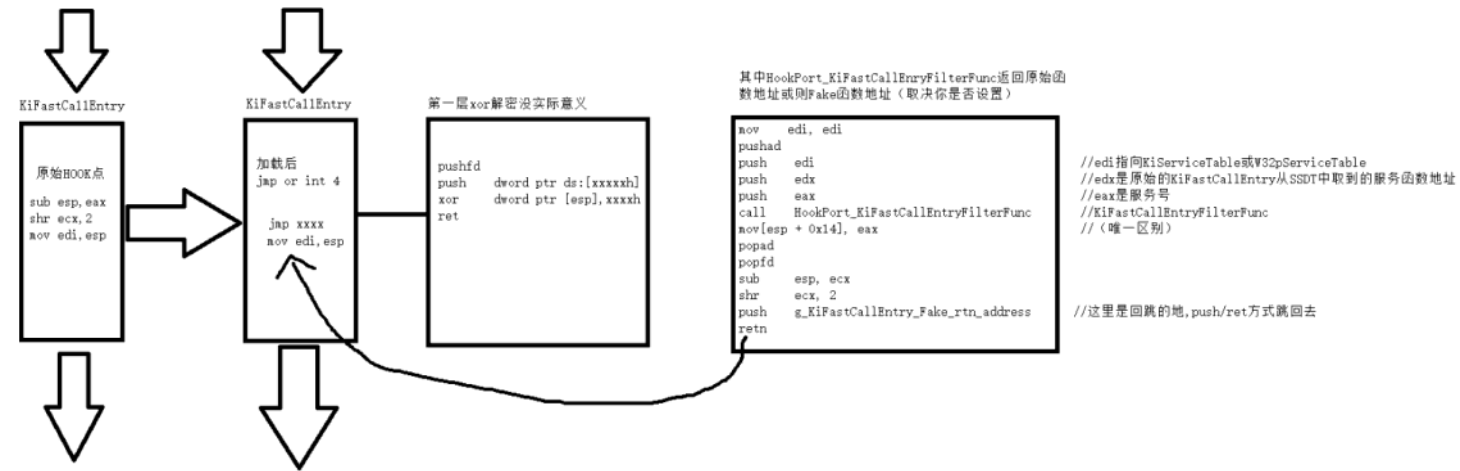 KiFastCallEntry
原始HOOK点
sub esp,eax
shr ecx,2
mov edi,esp
KiFastCallEntry
加载后
jmp or int 4
jmp xxxx
mov edi,esp
第一层xor解密没实际意义
pushfd
push dword ptr ds:[xxxxxh]
xor dword ptr [esp],xxxxh
ret
其中HookPort_KiFastCallEnryFilterFunc返回原始函
数地址或则Fake函数地址（取决你是否设置）
mov edi, edi
pushad
push edi //edi指向KiServiceTable或W32pServiceTable
push edx //edx是原始的KiFastCallEntry从SSDT中取到的服务函数地址
push eax //eax是服务号
call HookPort_KiFastCallEntryFilterFunc //KiFastCallEntryFilterFunc
mov[esp + 0x14], eax //（唯一区别）
popad
popfd
sub esp, ecx
shr ecx, 2
push g_KiFastCallEntry_Fake_rtn_address //这里是回跳的地,push/ret方式跳回去
retn